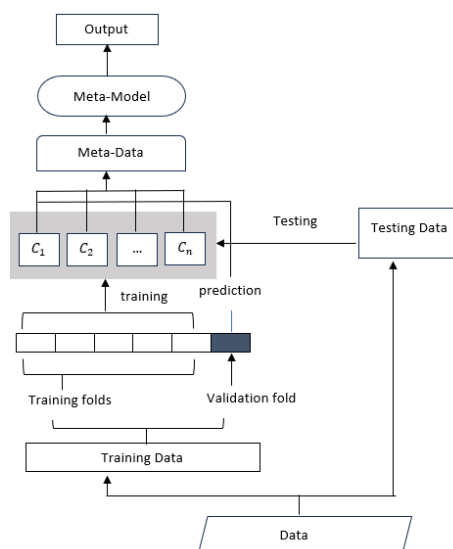 Output
Meta-Model
Meta-Data
C₁ C₂ ... Cₙ
Testing
Testing Data
training
prediction
Training folds
Validation fold
Training Data
Data